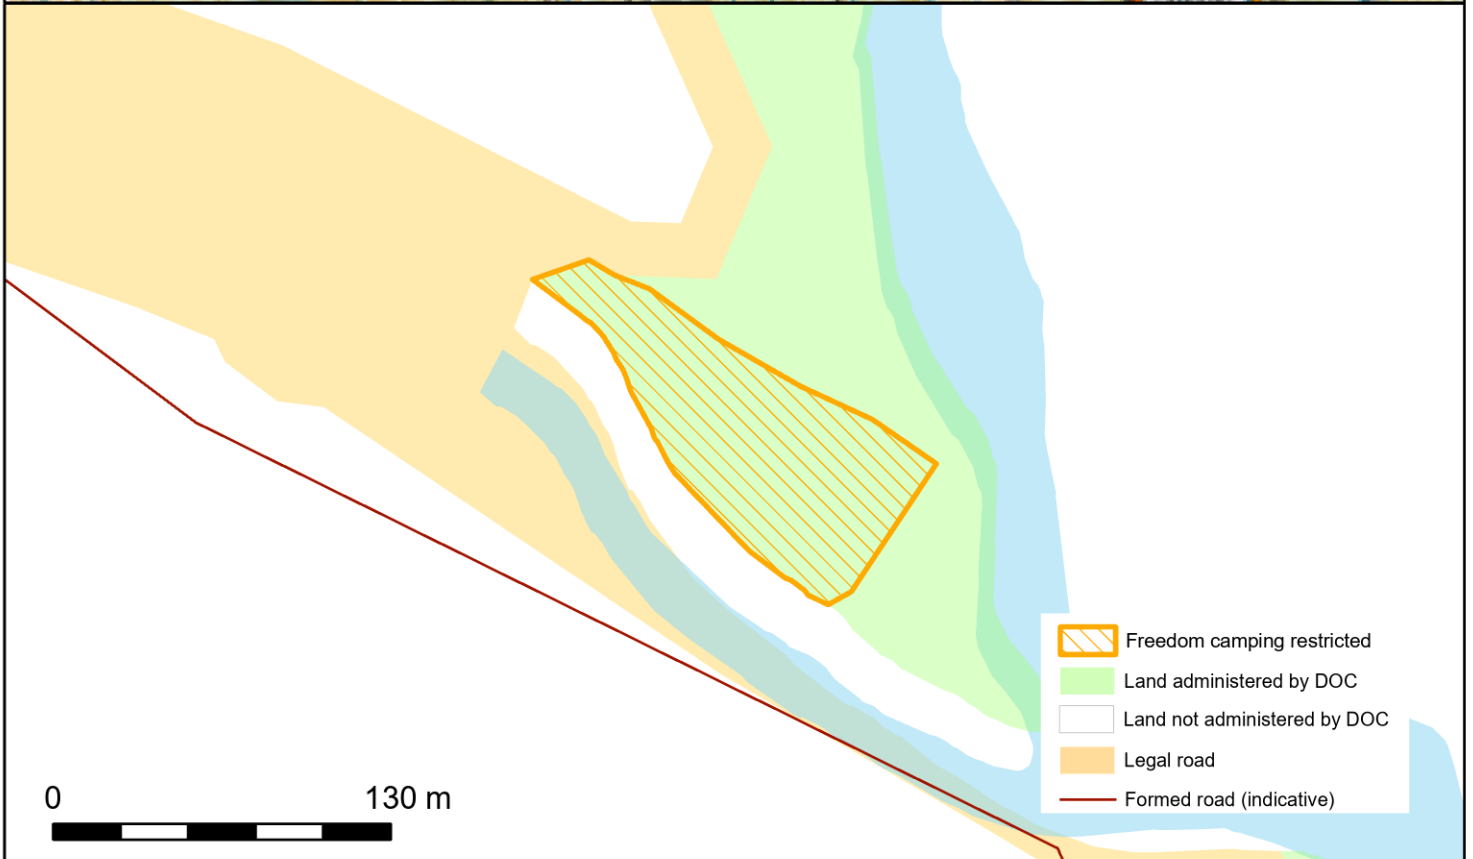 Freedom camping restricted
Land administered by DOC
Land not administered by DOC
Legal road
Formed road (indicative)
0 130 m